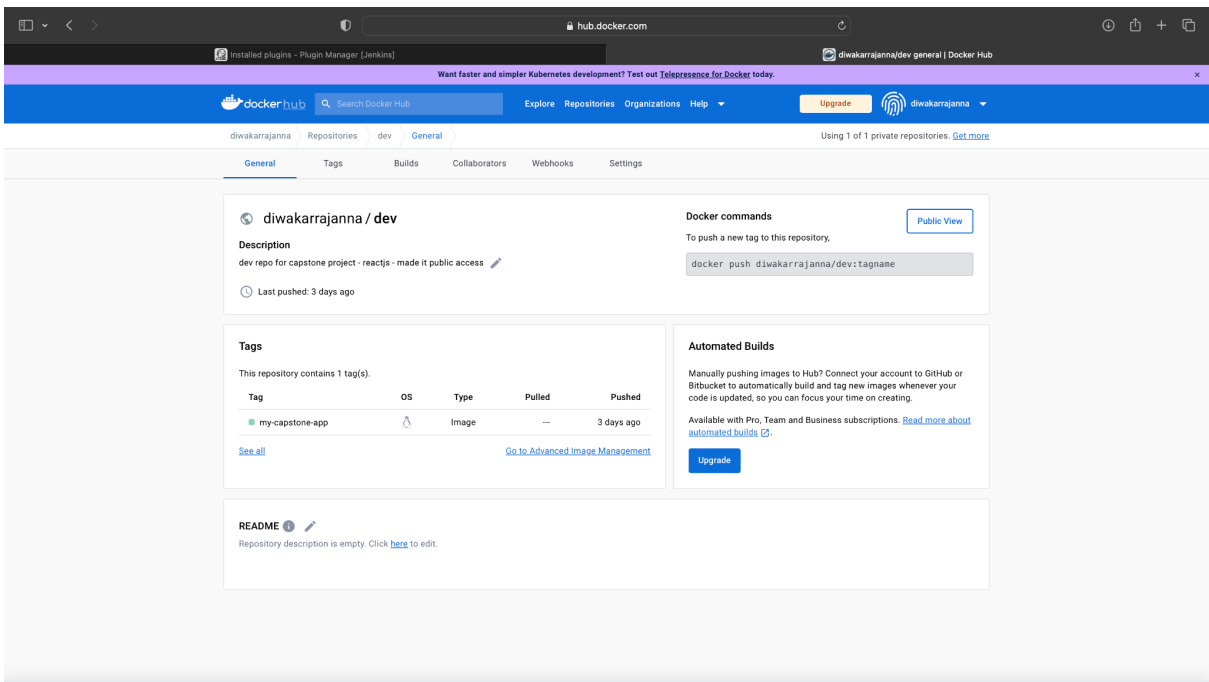 hub.docker.com
Installed plugins - Plugin Manager [Jenkins]
diwakarrajanna/dev general | Docker Hub
Want faster and simpler Kubernetes development? Test out Telepresence for Docker today.
×
dockerhub
Search Docker Hub
Explore Repositories Organizations Help
Upgrade
diwakarrajanna
diwakarrajanna Repositories dev General
Using 1 of 1 private repositories. Get more
General Tags Builds Collaborators Webhooks Settings
diwakarrajanna / dev
Description
dev repo for capstone project - reactjs - made it public access
Last pushed: 3 days ago
Docker commands
Public View
To push a new tag to this repository,
docker push diwakarrajanna/dev:tagname
Tags
This repository contains 1 tag(s).
Tag OS Type Pulled Pushed
my-capstone-app Image --- 3 days ago
See all Go to Advanced Image Management
Automated Builds
Manually pushing images to Hub? Connect your account to GitHub or
Bitbucket to automatically build and tag new images whenever your
code is updated, so you can focus your time on creating.
Available with Pro, Team and Business subscriptions. Read more about
automated builds.
Upgrade
README
Repository description is empty. Click here to edit.